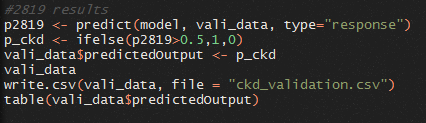 #2819 results
p2819 <- predict(model, vali_data, type="response")
p_ckd <- ifelse(p2819>0.5,1,0)
vali_data$predictedOutput <- p_ckd
vali_data
write.csv(vali_data, file = "ckd_validation.csv")
table(vali_data$predictedOutput)